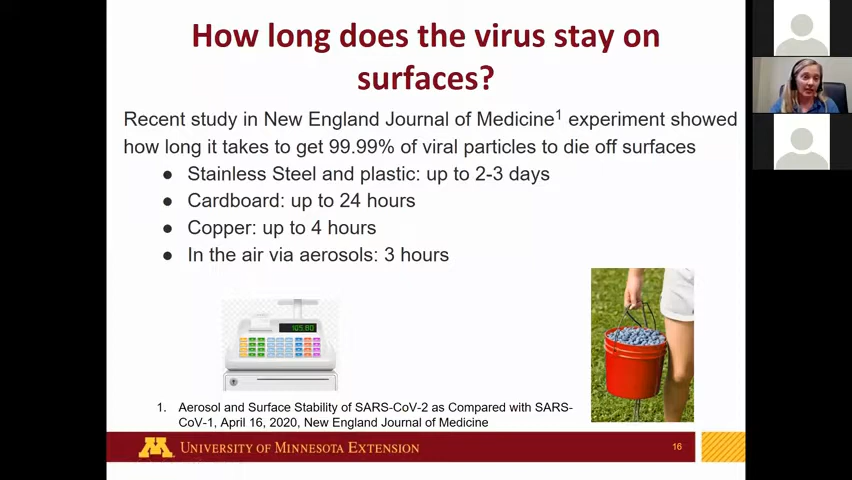 How long does the virus stay on
surfaces?
Recent study in New England Journal of Medicine1 experiment showed
how long it takes to get 99.99% of viral particles to die off surfaces
● Stainless Steel and plastic: up to 2-3 days
● Cardboard: up to 24 hours
● Copper: up to 4 hours
● In the air via aerosols: 3 hours
105.80
1. Aerosol and Surface Stability of SARS-CoV-2 as Compared with SARS-
CoV-1, April 16, 2020, New England Journal of Medicine
M UNIVERSITY OF MINNESOTA EXTENSION
16